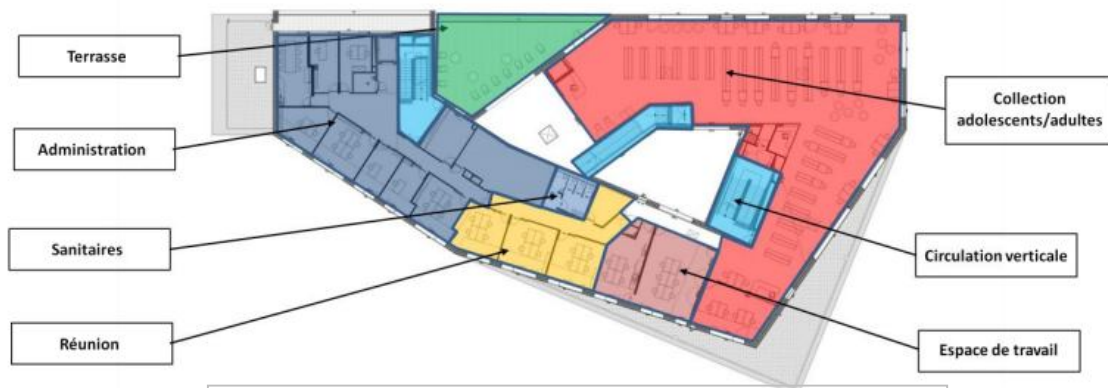 Terrasse
Administration
Sanitaires
Réunion
Collection
adolescents/adultes
Circulation verticale
Espace de travail